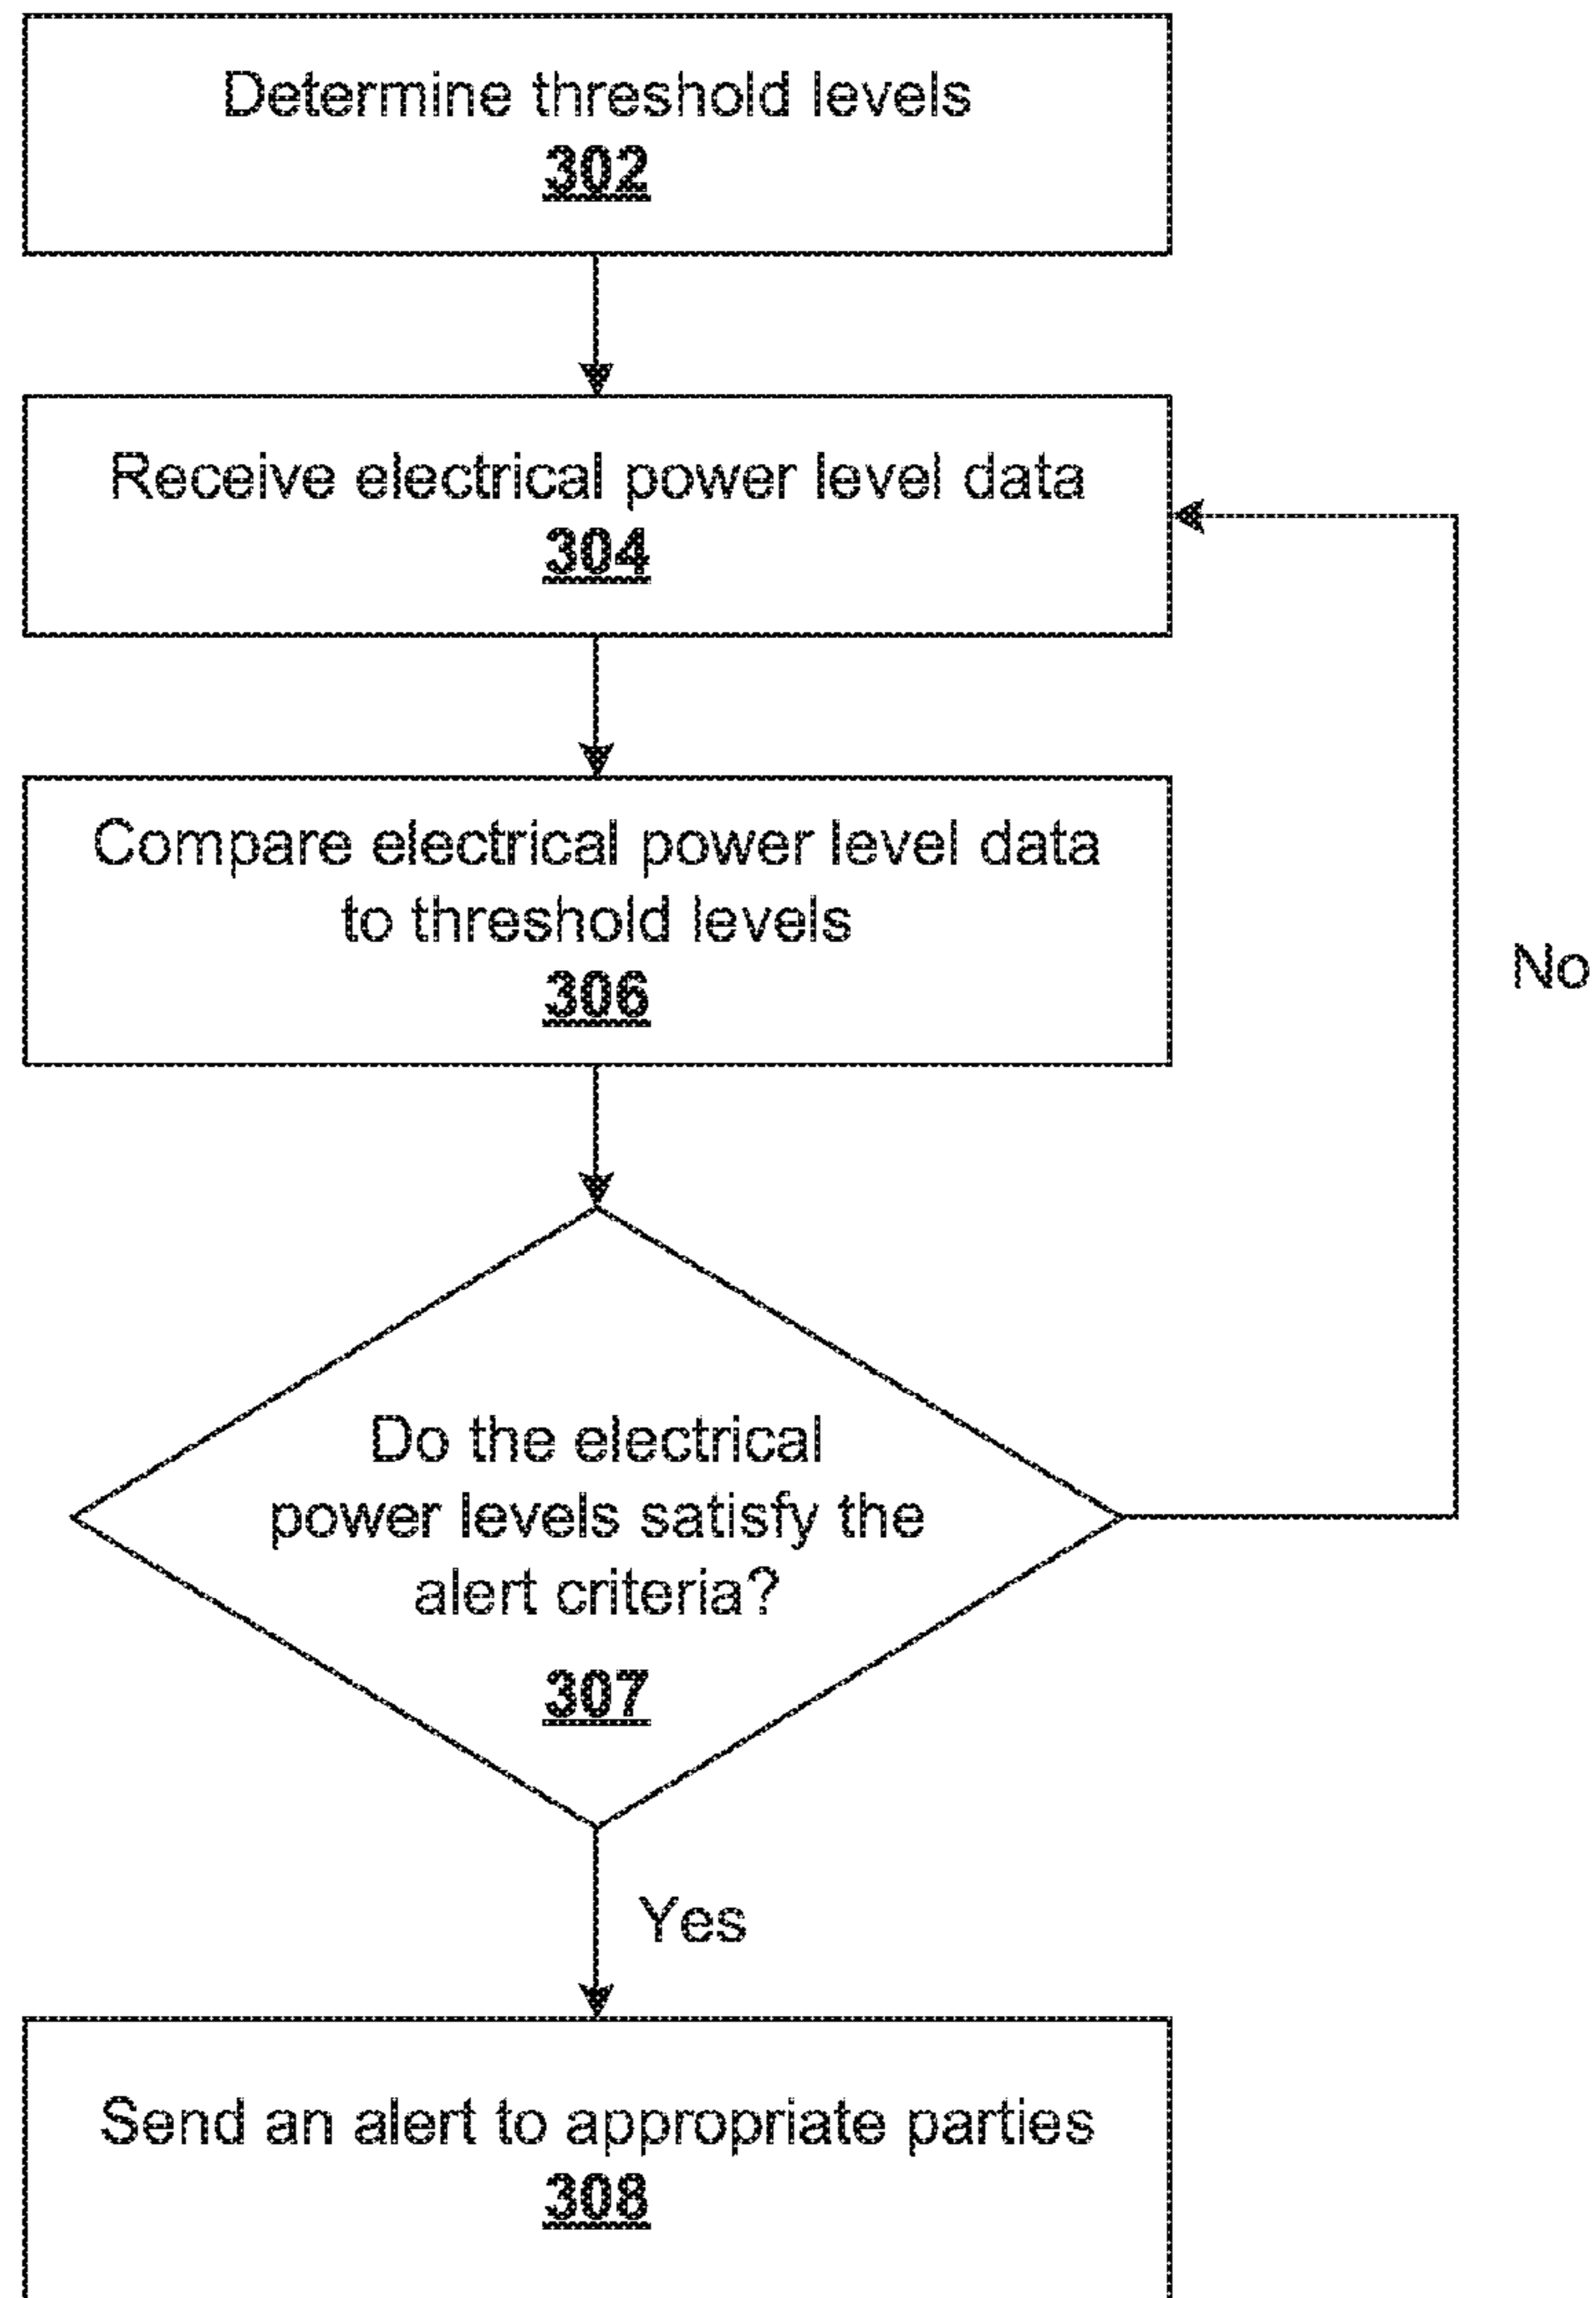 Determine threshold levels
302
Receive electrical power level data
304
Compare electrical power level data
to threshold levels
306
No
Do the electrical
power levels satisfy the
alert criteria?
307
Yes
Send an alert to appropriate parties
308